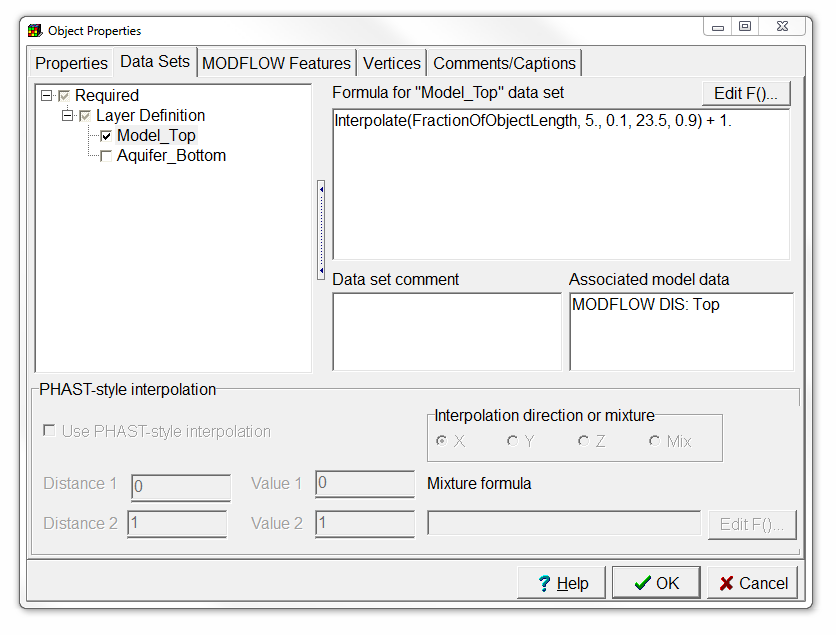 Object Properties
Properties
Data Sets
MODFLOW Features
Vertices
Comments/Captions
Required
Layer Definition
Model_Top
Aquifer_Bottom
Formula for "Model_Top" data set
Edit F()...
Interpolate(FractionOfObjectLength, 5., 0.1, 23.5, 0.9) + 1.
Data set comment
Associated model data
MODFLOW DIS: Top
PHAST-style interpolation
Use PHAST-style interpolation
Interpolation direction or mixture
X
Y
Z
Mix
Distance 1
0
Value 1
0
Mixture formula
Distance 2
1
Value 2
1
Edit F()...
? Help
OK
Cancel